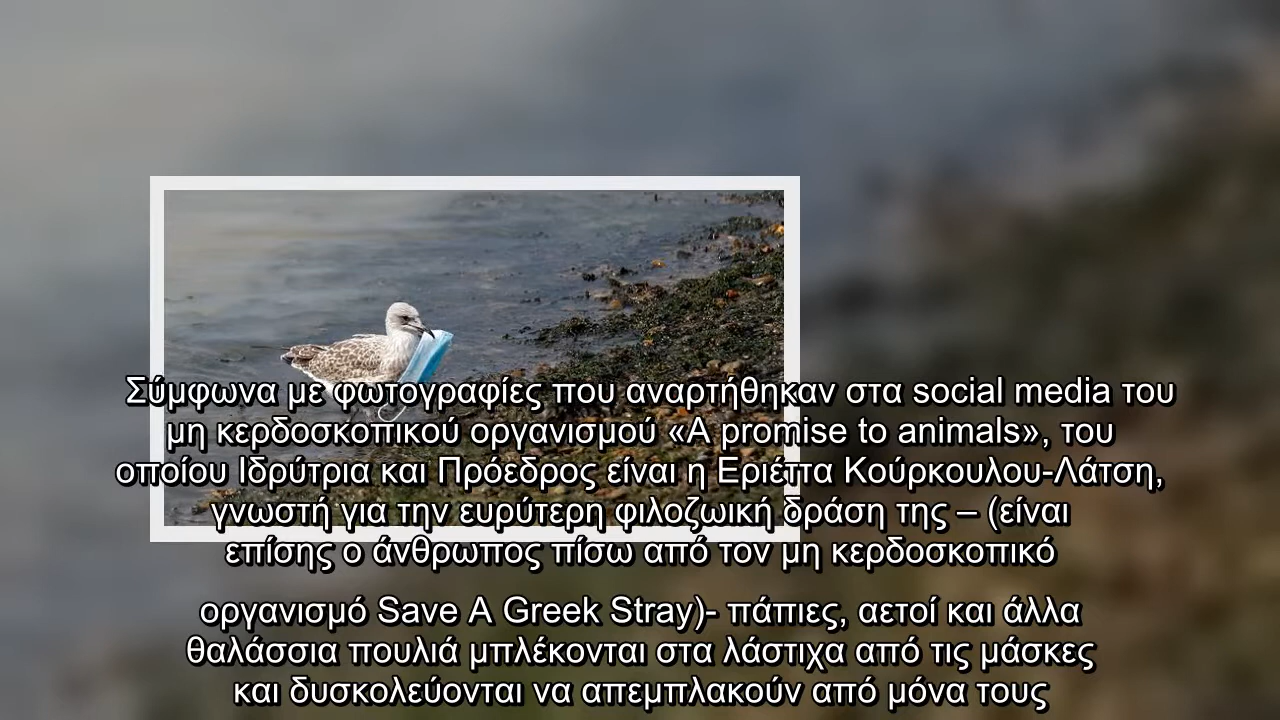 Σύμφωνα με φωτογραφίες που αναρτήθηκαν στα social media του
μη κερδοσκοπικού οργανισμού «A promise to animals», του
οποίου Ιδρύτρια και Πρόεδρος είναι η Εριέττα Κούρκουλου-Λάτση,
γνωστή για την ευρύτερη φιλοζωική δράση της – (είναι
επίσης ο άνθρωπος πίσω από τον μη κερδοσκοπικό
οργανισμό Save A Greek Stray)- πάπιες, αετοί και άλλα
θαλάσσια πουλιά μπλέκονται στα λάστιχα από τις μάσκες
και δυσκολεύονται να απεμπλακούν από μόνα τους